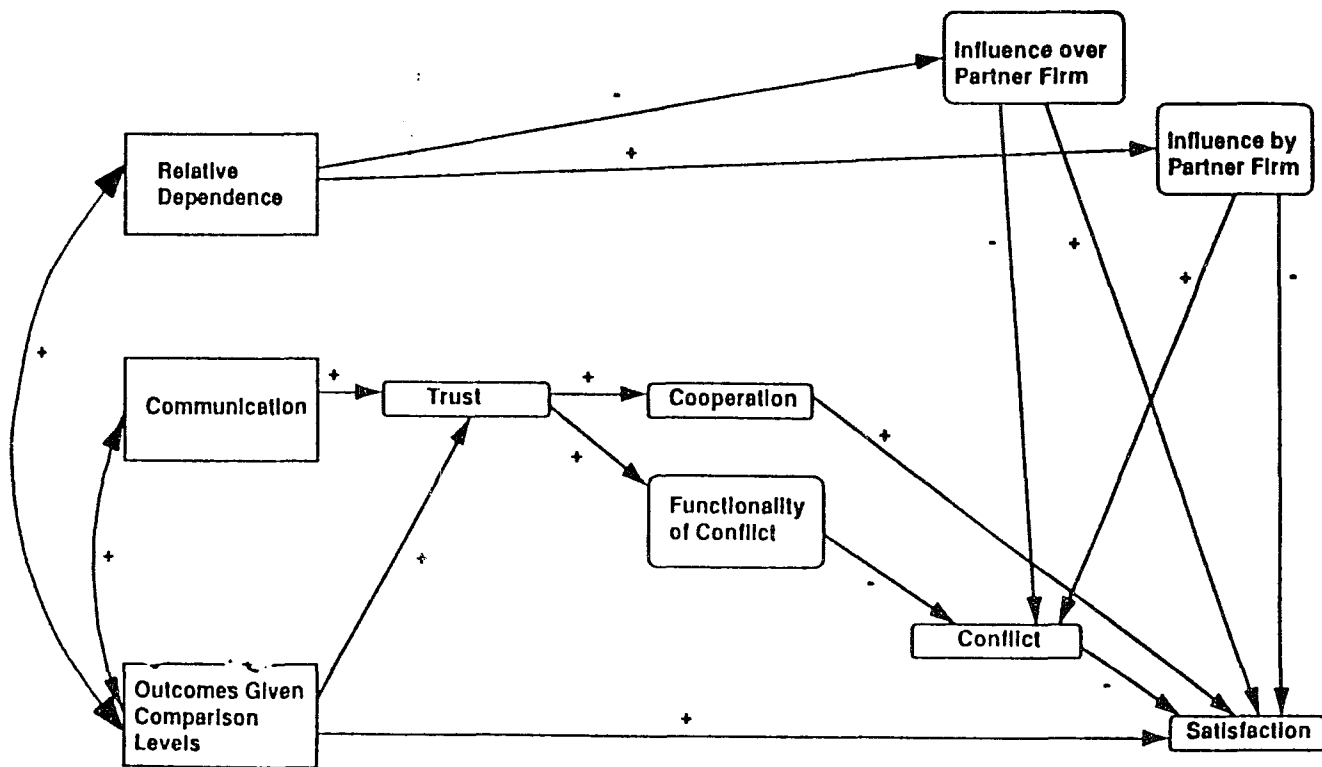 Influence over
Partner Firm
-
+
Influence by
Partner Firm
Relative
Dependence
-
+
+
-
+
Communication
+
Trust
+
Cooperation
+
+
Functionality
of Conflict
+
+
-
Conflict
-
Outcomes Given
Comparison
Levels
+
Satisfaction